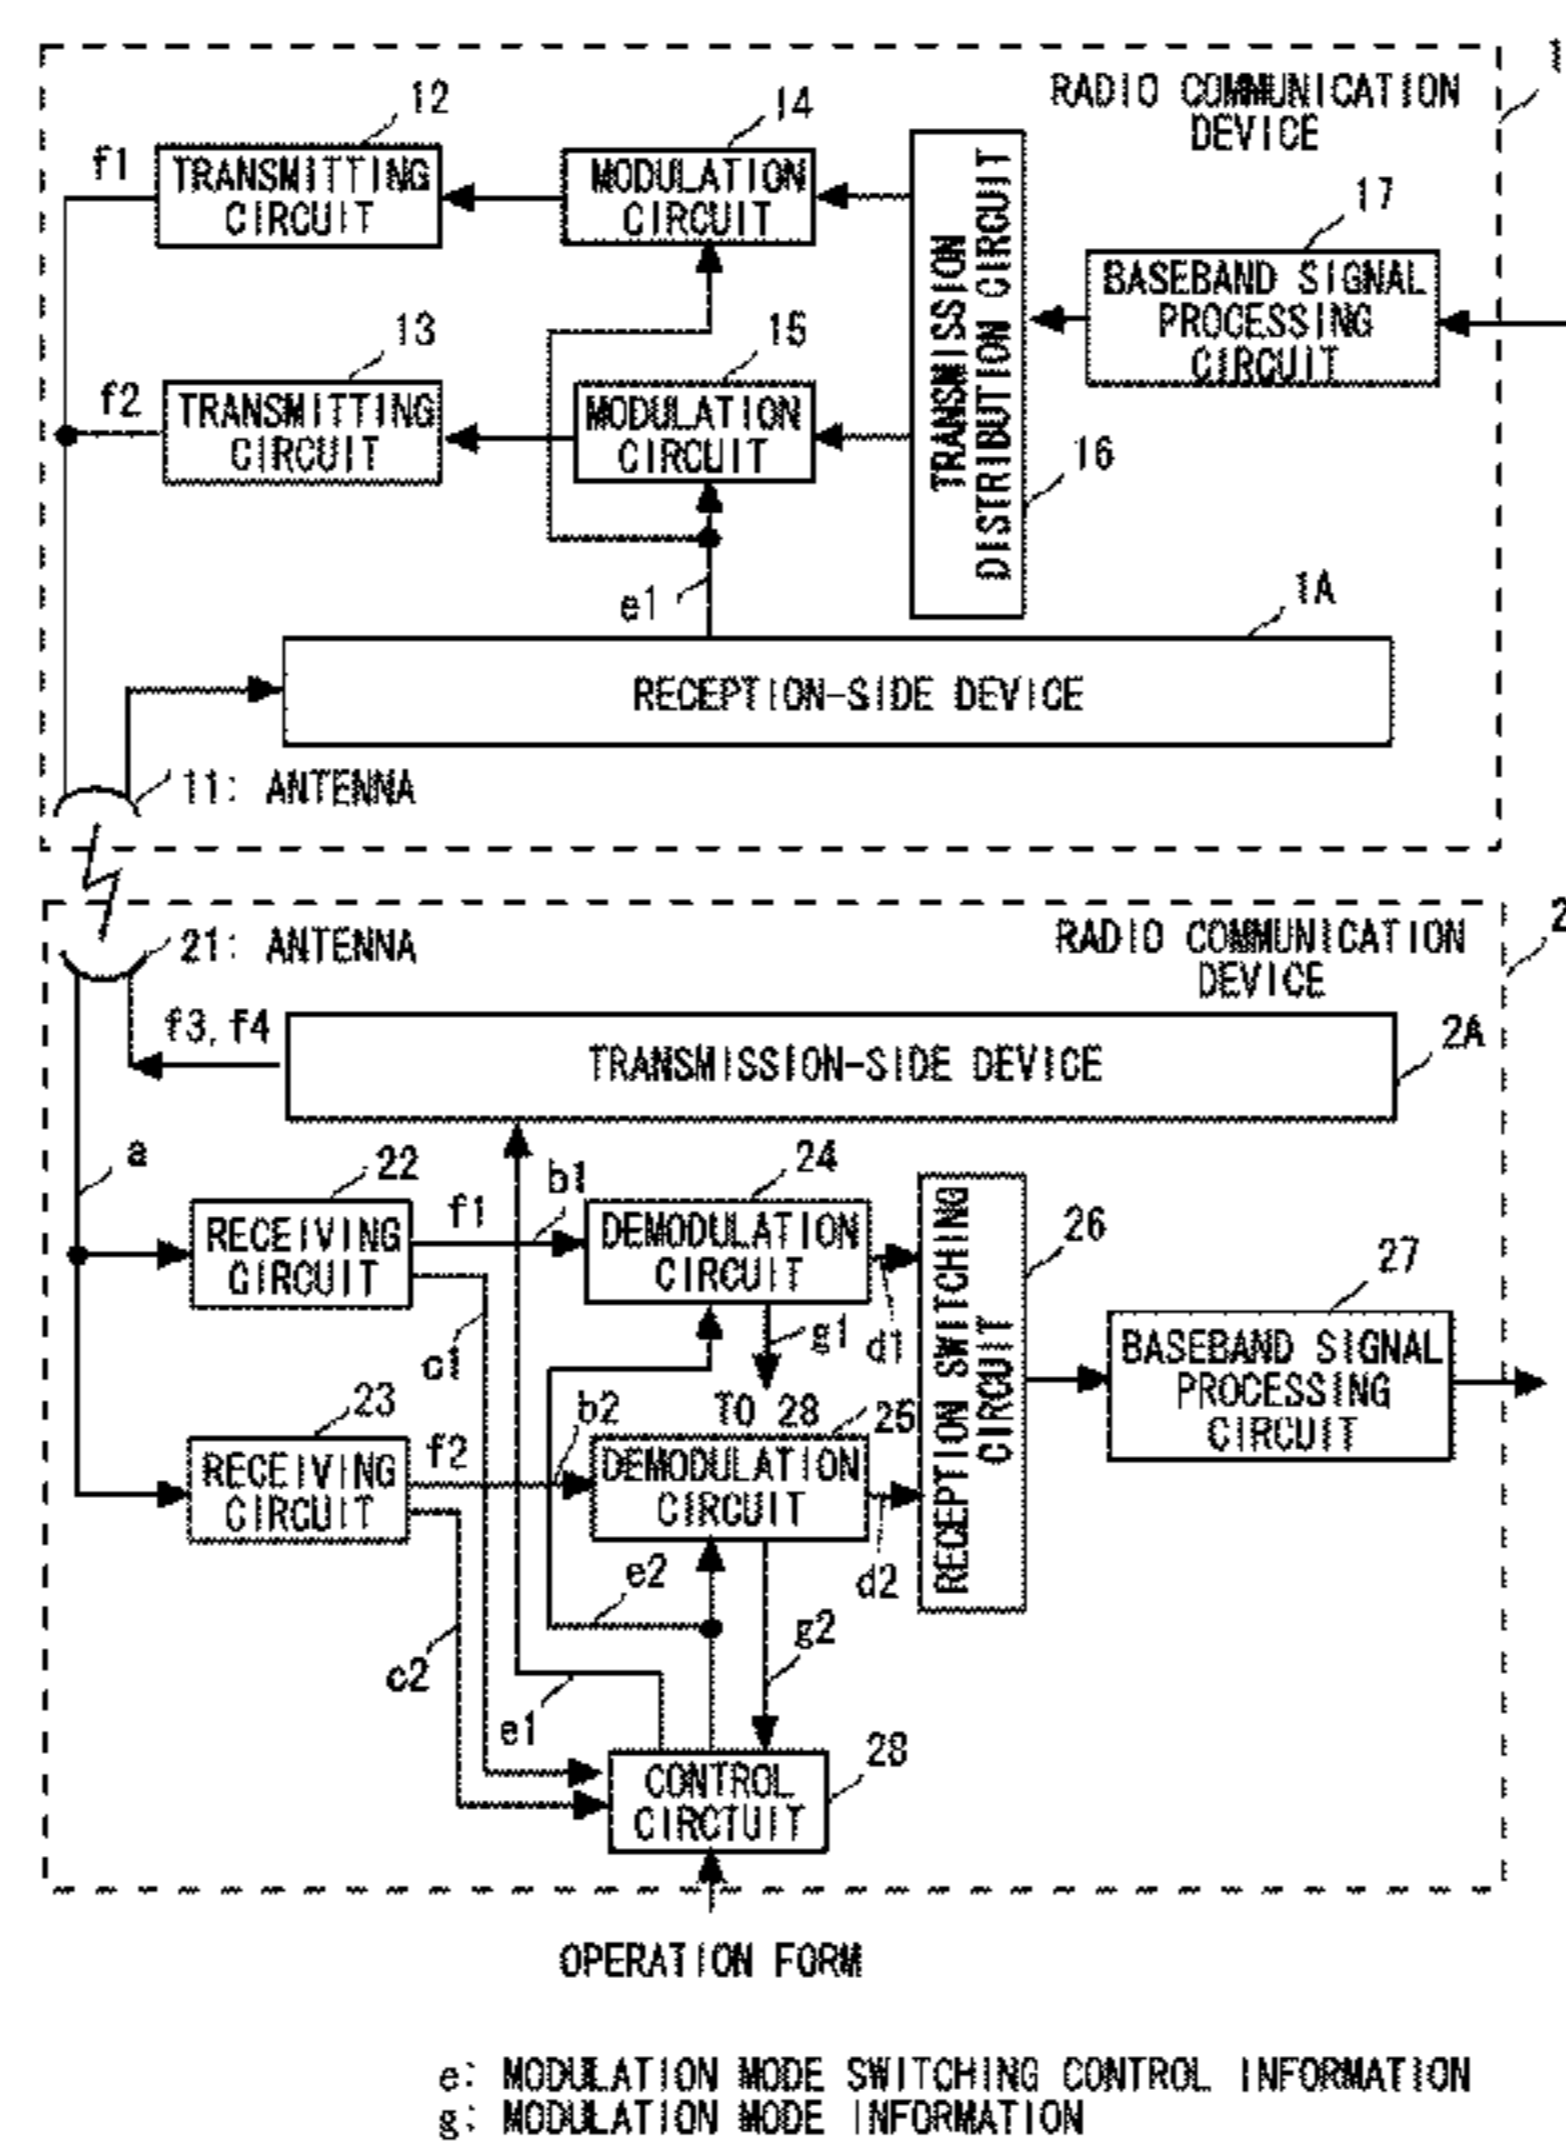 RADIO COMMUNICATION
DEVICE
1
12
14
f1
TRANSMITTING
CIRCUIT
MODULATION
CIRCUIT
17
BASEBAND SIGNAL
PROCESSING
CIRCUIT
TRANSMISSION
DISTRIBUTION CIRCUIT
13
15
f2
TRANSMITTING
CIRCUIT
MODULATION
CIRCUIT
16
e1
1A
RECEPTION-SIDE DEVICE
11: ANTENNA
21: ANTENNA
RADIO COMMUNICATION
DEVICE
2
f3, f4
TRANSMISSION-SIDE DEVICE
2A
a
22
b1
24
f1
RECEIVING
CIRCUIT
DEMODULATION
CIRCUIT
RECEPTION SWITCHING
CIRCUIT
26
27
c1
g1
d1
BASEBAND SIGNAL
PROCESSING
CIRCUIT
23
b2
TO 28
25
f2
RECEIVING
CIRCUIT
DEMODULATION
CIRCUIT
e2
d2
c2
g2
e1
28
CONTROL
CIRCTUIT
OPERATION FORM
e: MODULATION MODE SWITCHING CONTROL INFORMATION
g: MODULATION MODE INFORMATION